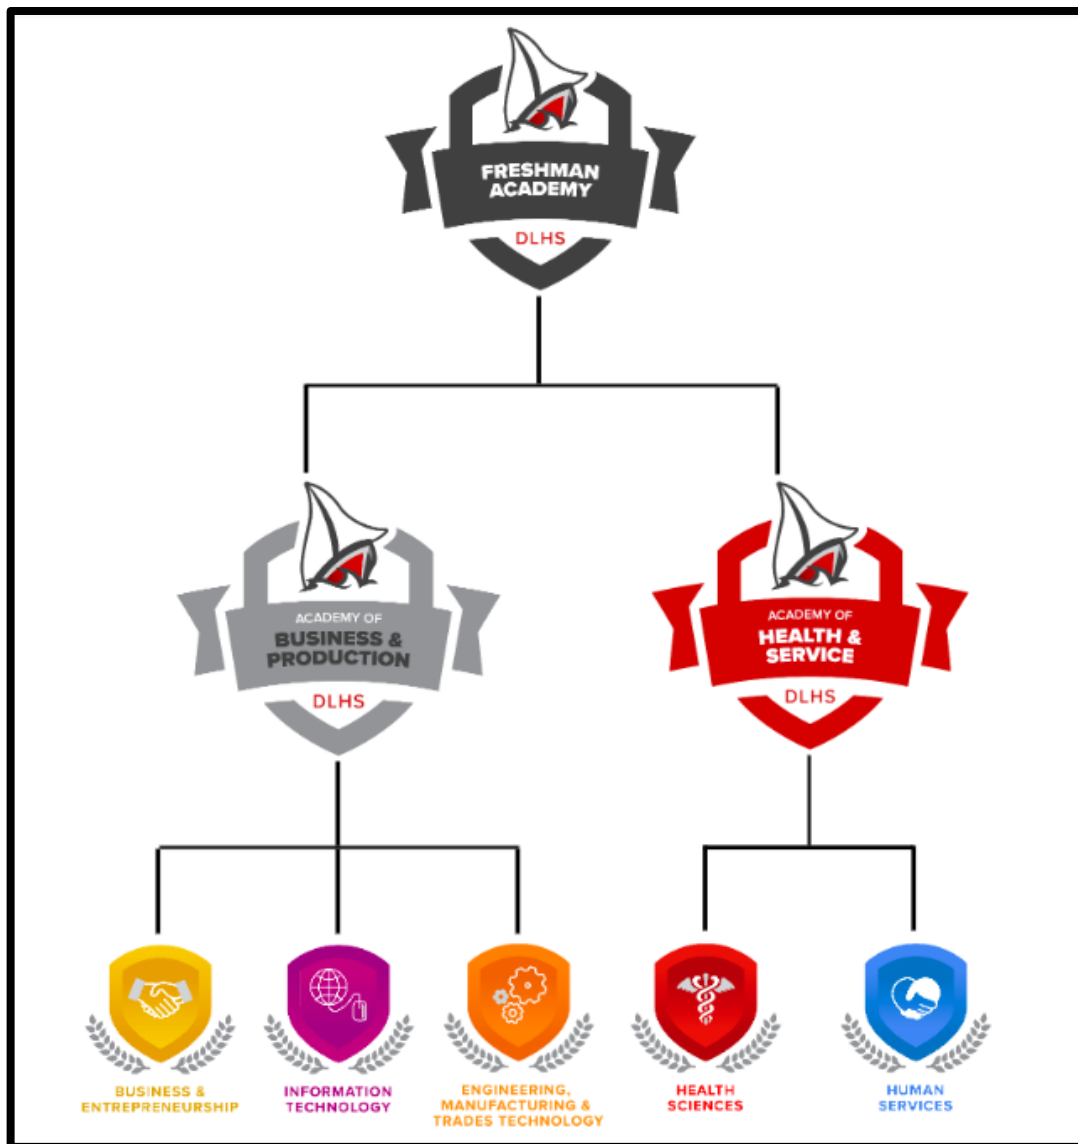 FRESHMAN
ACADEMY
DLHS
ACADEMY OF
BUSINESS &
PRODUCTION
DLHS
ACADEMY OF
HEALTH &
SERVICE
DLHS
BUSINESS &
ENTREPRENEURSHIP
INFORMATION
TECHNOLOGY
ENGINEERING,
MANUFACTURING &
TRADES TECHNOLOGY
HEALTH
SCIENCES
HUMAN
SERVICES